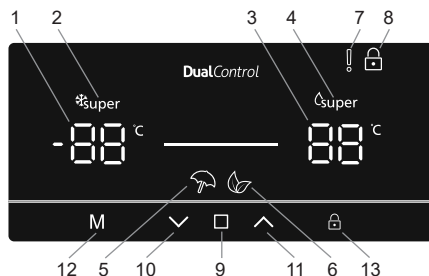 1 2 3 4 7 8
DualControl
super super
-88 °C 88 °C
M
12 5 10 9 11 6 13